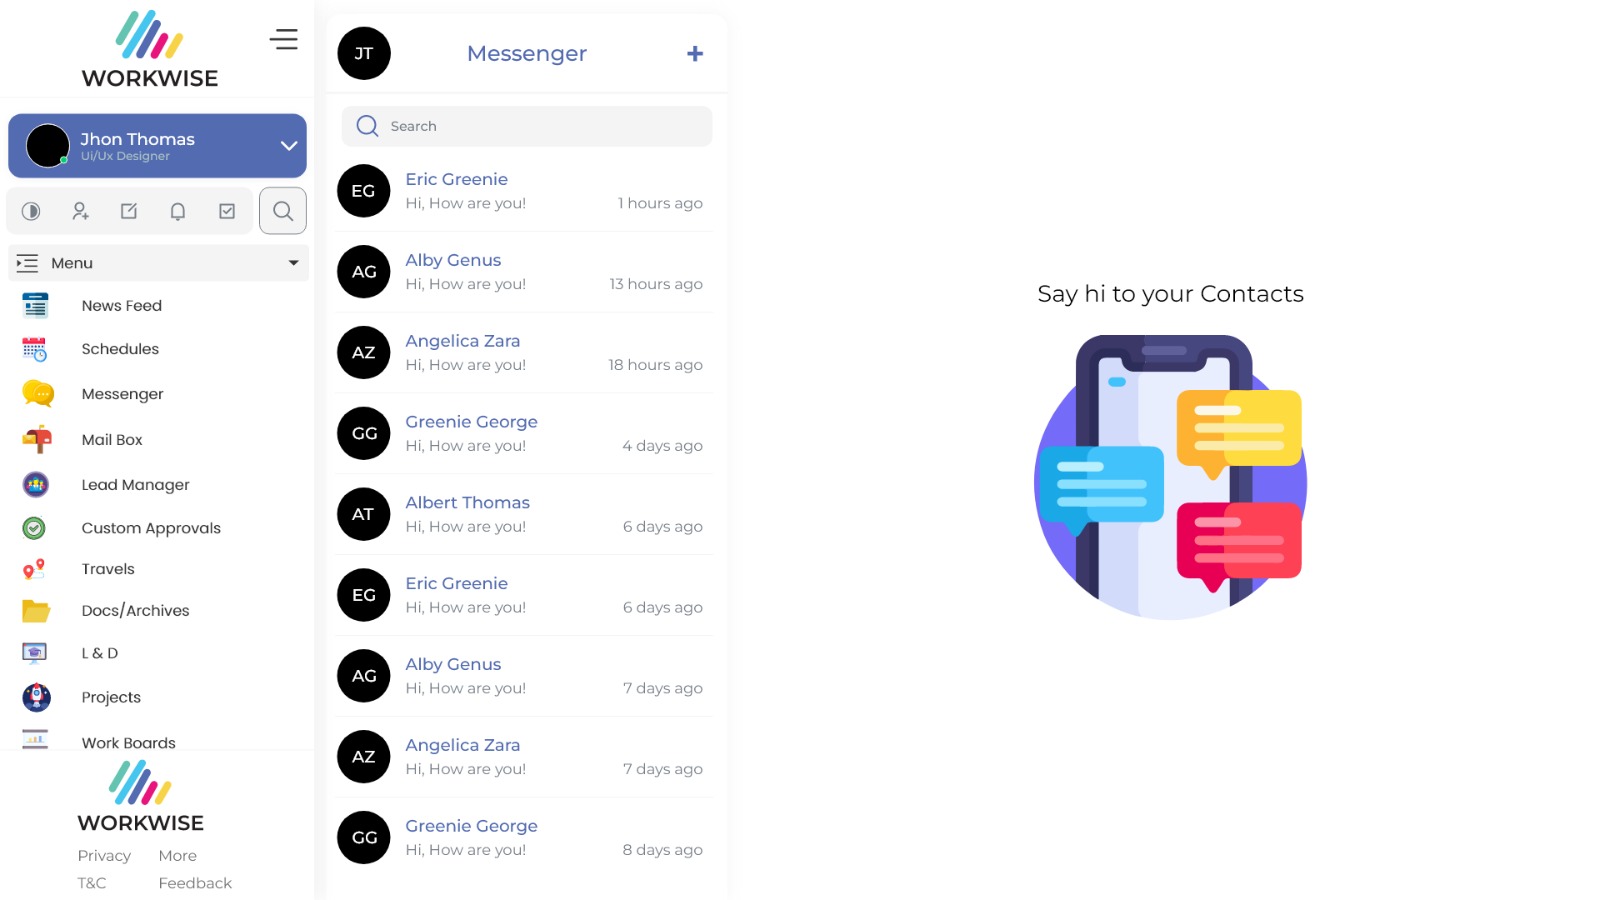 WORKWISE
Jhon Thomas
Ui/Ux Designer
Menu
News Feed
Schedules
Messenger
Mail Box
Lead Manager
Custom Approvals
Travels
Docs/Archives
L & D
Projects
Work Boards
WORKWISE
Privacy More
T&C Feedback
JT Messenger +
Search
EG Eric Greenie
Hi, How are you! 1 hours ago
AG Alby Genus
Hi, How are you! 13 hours ago
AZ Angelica Zara
Hi, How are you! 18 hours ago
GG Greenie George
Hi, How are you! 4 days ago
AT Albert Thomas
Hi, How are you! 6 days ago
EG Eric Greenie
Hi, How are you! 6 days ago
AG Alby Genus
Hi, How are you! 7 days ago
AZ Angelica Zara
Hi, How are you! 7 days ago
GG Greenie George
Hi, How are you! 8 days ago
Say hi to your Contacts